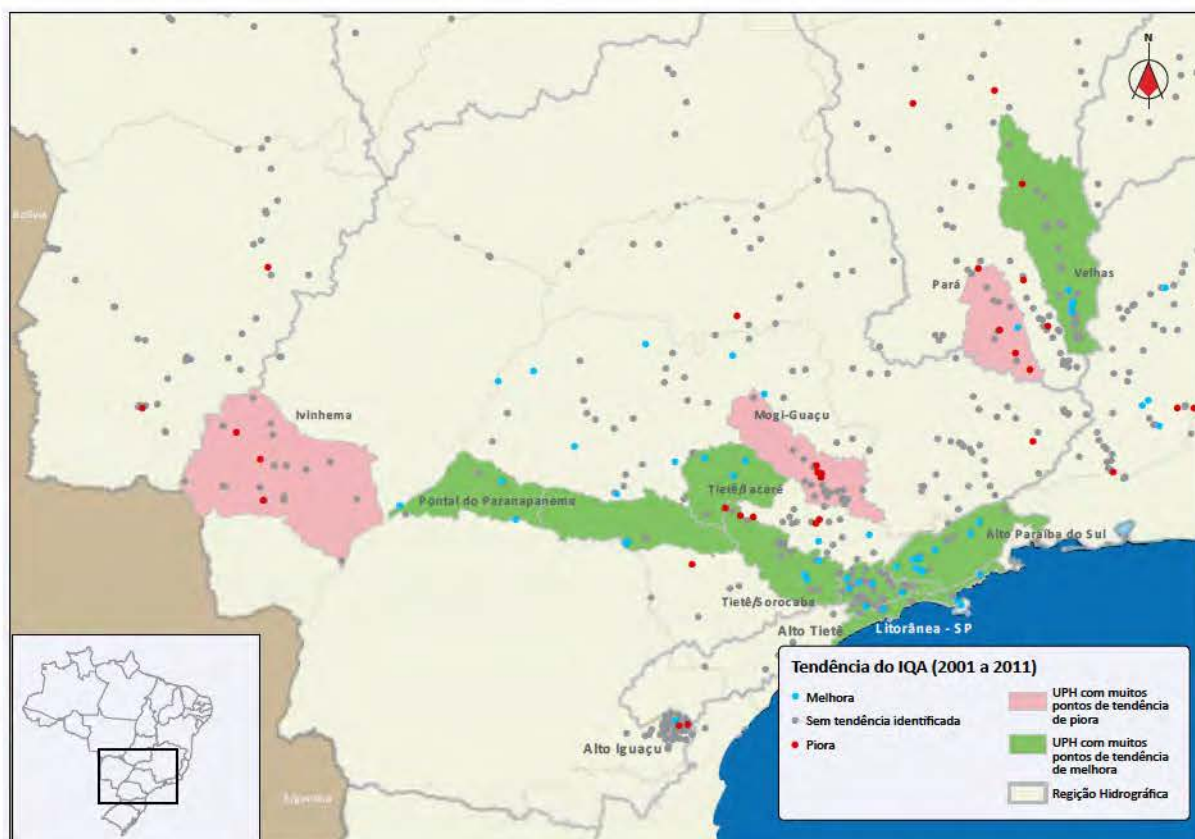 N
Bolívia
Velhas
Pará
Ivinhema
Mogi-Guaçu
Pontal do Paranapanema
Tietê/Jacaré
Alto Paraíba do Sul
Tietê/Sorocaba
Alto Tietê
Litorânea - SP
Alto Iguaçu
Argentina
Tendência do IQA (2001 a 2011)
Melhora
Sem tendência identificada
Piora
UPH com muitos
pontos de tendência
de piora
UPH com muitos
pontos de tendência
de melhora
Regição Hidrográfica